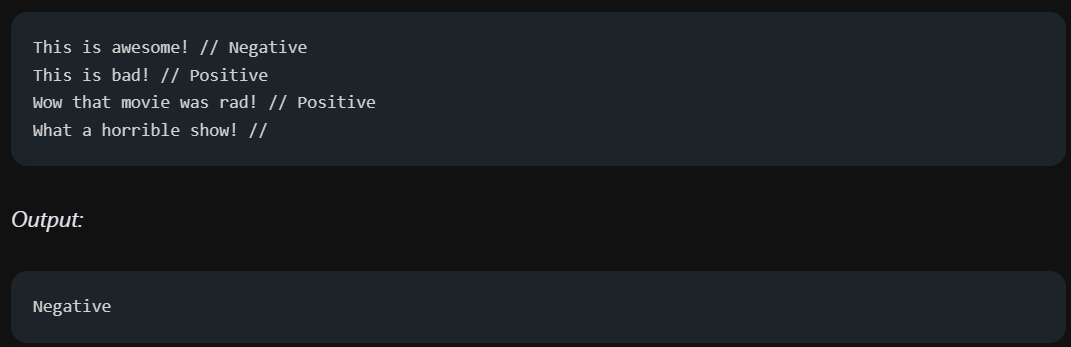 This is awesome! // Negative
This is bad! // Positive
Wow that movie was rad! // Positive
What a horrible show! //
Output:
Negative